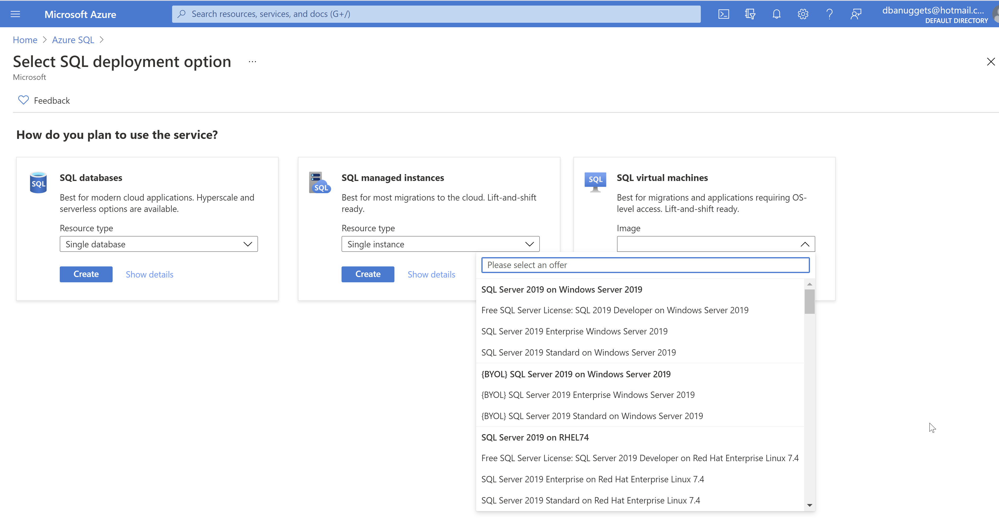 Microsoft Azure
Search resources, services, and docs (G+/)
dbanuggets@hotmail.c...
DEFAULT DIRECTORY
Home > Azure SQL >
Select SQL deployment option ...
Microsoft
Feedback
How do you plan to use the service?
SQL
SQL databases
Best for modern cloud applications. Hyperscale and
serverless options are available.
Resource type
Single database
Create
Show details
SQL
SQL managed instances
Best for most migrations to the cloud. Lift-and-shift
ready.
Resource type
Single instance
Create
Show details
SQL
SQL virtual machines
Best for migrations and applications requiring OS-
level access. Lift-and-shift ready.
Image
Please select an offer
SQL Server 2019 on Windows Server 2019
Free SQL Server License: SQL 2019 Developer on Windows Server 2019
SQL Server 2019 Enterprise Windows Server 2019
SQL Server 2019 Standard on Windows Server 2019
{BYOL} SQL Server 2019 on Windows Server 2019
{BYOL} SQL Server 2019 Enterprise Windows Server 2019
{BYOL} SQL Server 2019 Standard on Windows Server 2019
SQL Server 2019 on RHEL74
Free SQL Server License: SQL Server 2019 Developer on Red Hat Enterprise Linux 7.4
SQL Server 2019 Enterprise on Red Hat Enterprise Linux 7.4
SQL Server 2019 Standard on Red Hat Enterprise Linux 7.4